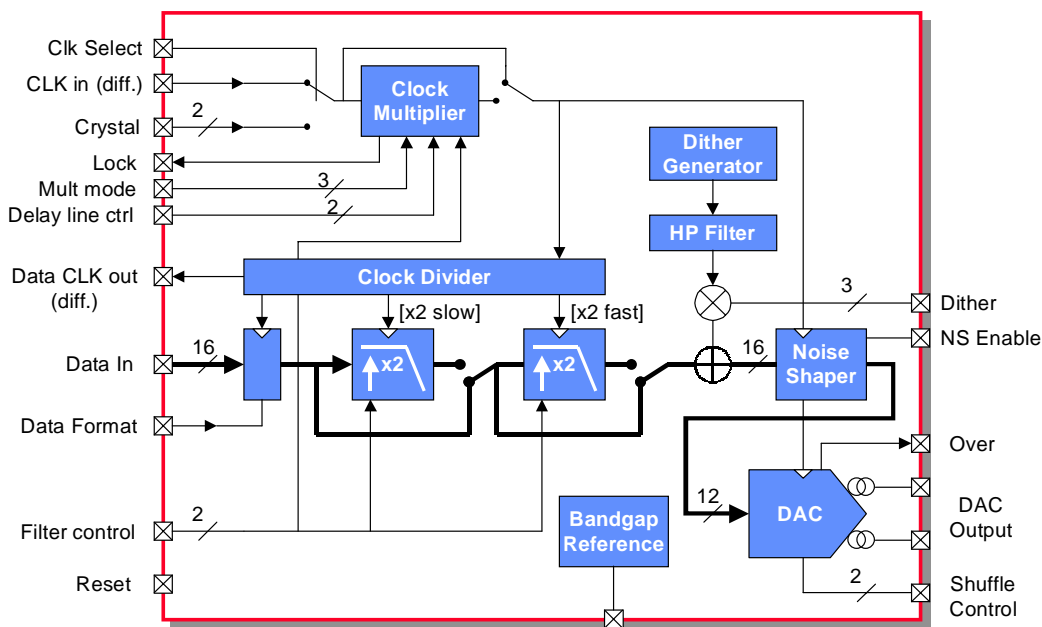 Clk Select
CLK in (diff.)
Crystal
2
Lock
Mult mode
3
Delay line ctrl
2
Clock
Multiplier
Dither
Generator
HP Filter
Data CLK out
(diff.)
Clock Divider
[x2 slow]
[x2 fast]
3
Dither
NS Enable
Data In
16
x2
x2
16
Noise
Shaper
Data Format
Over
12
DAC
DAC
Output
Filter control
2
Bandgap
Reference
Reset
2
Shuffle
Control